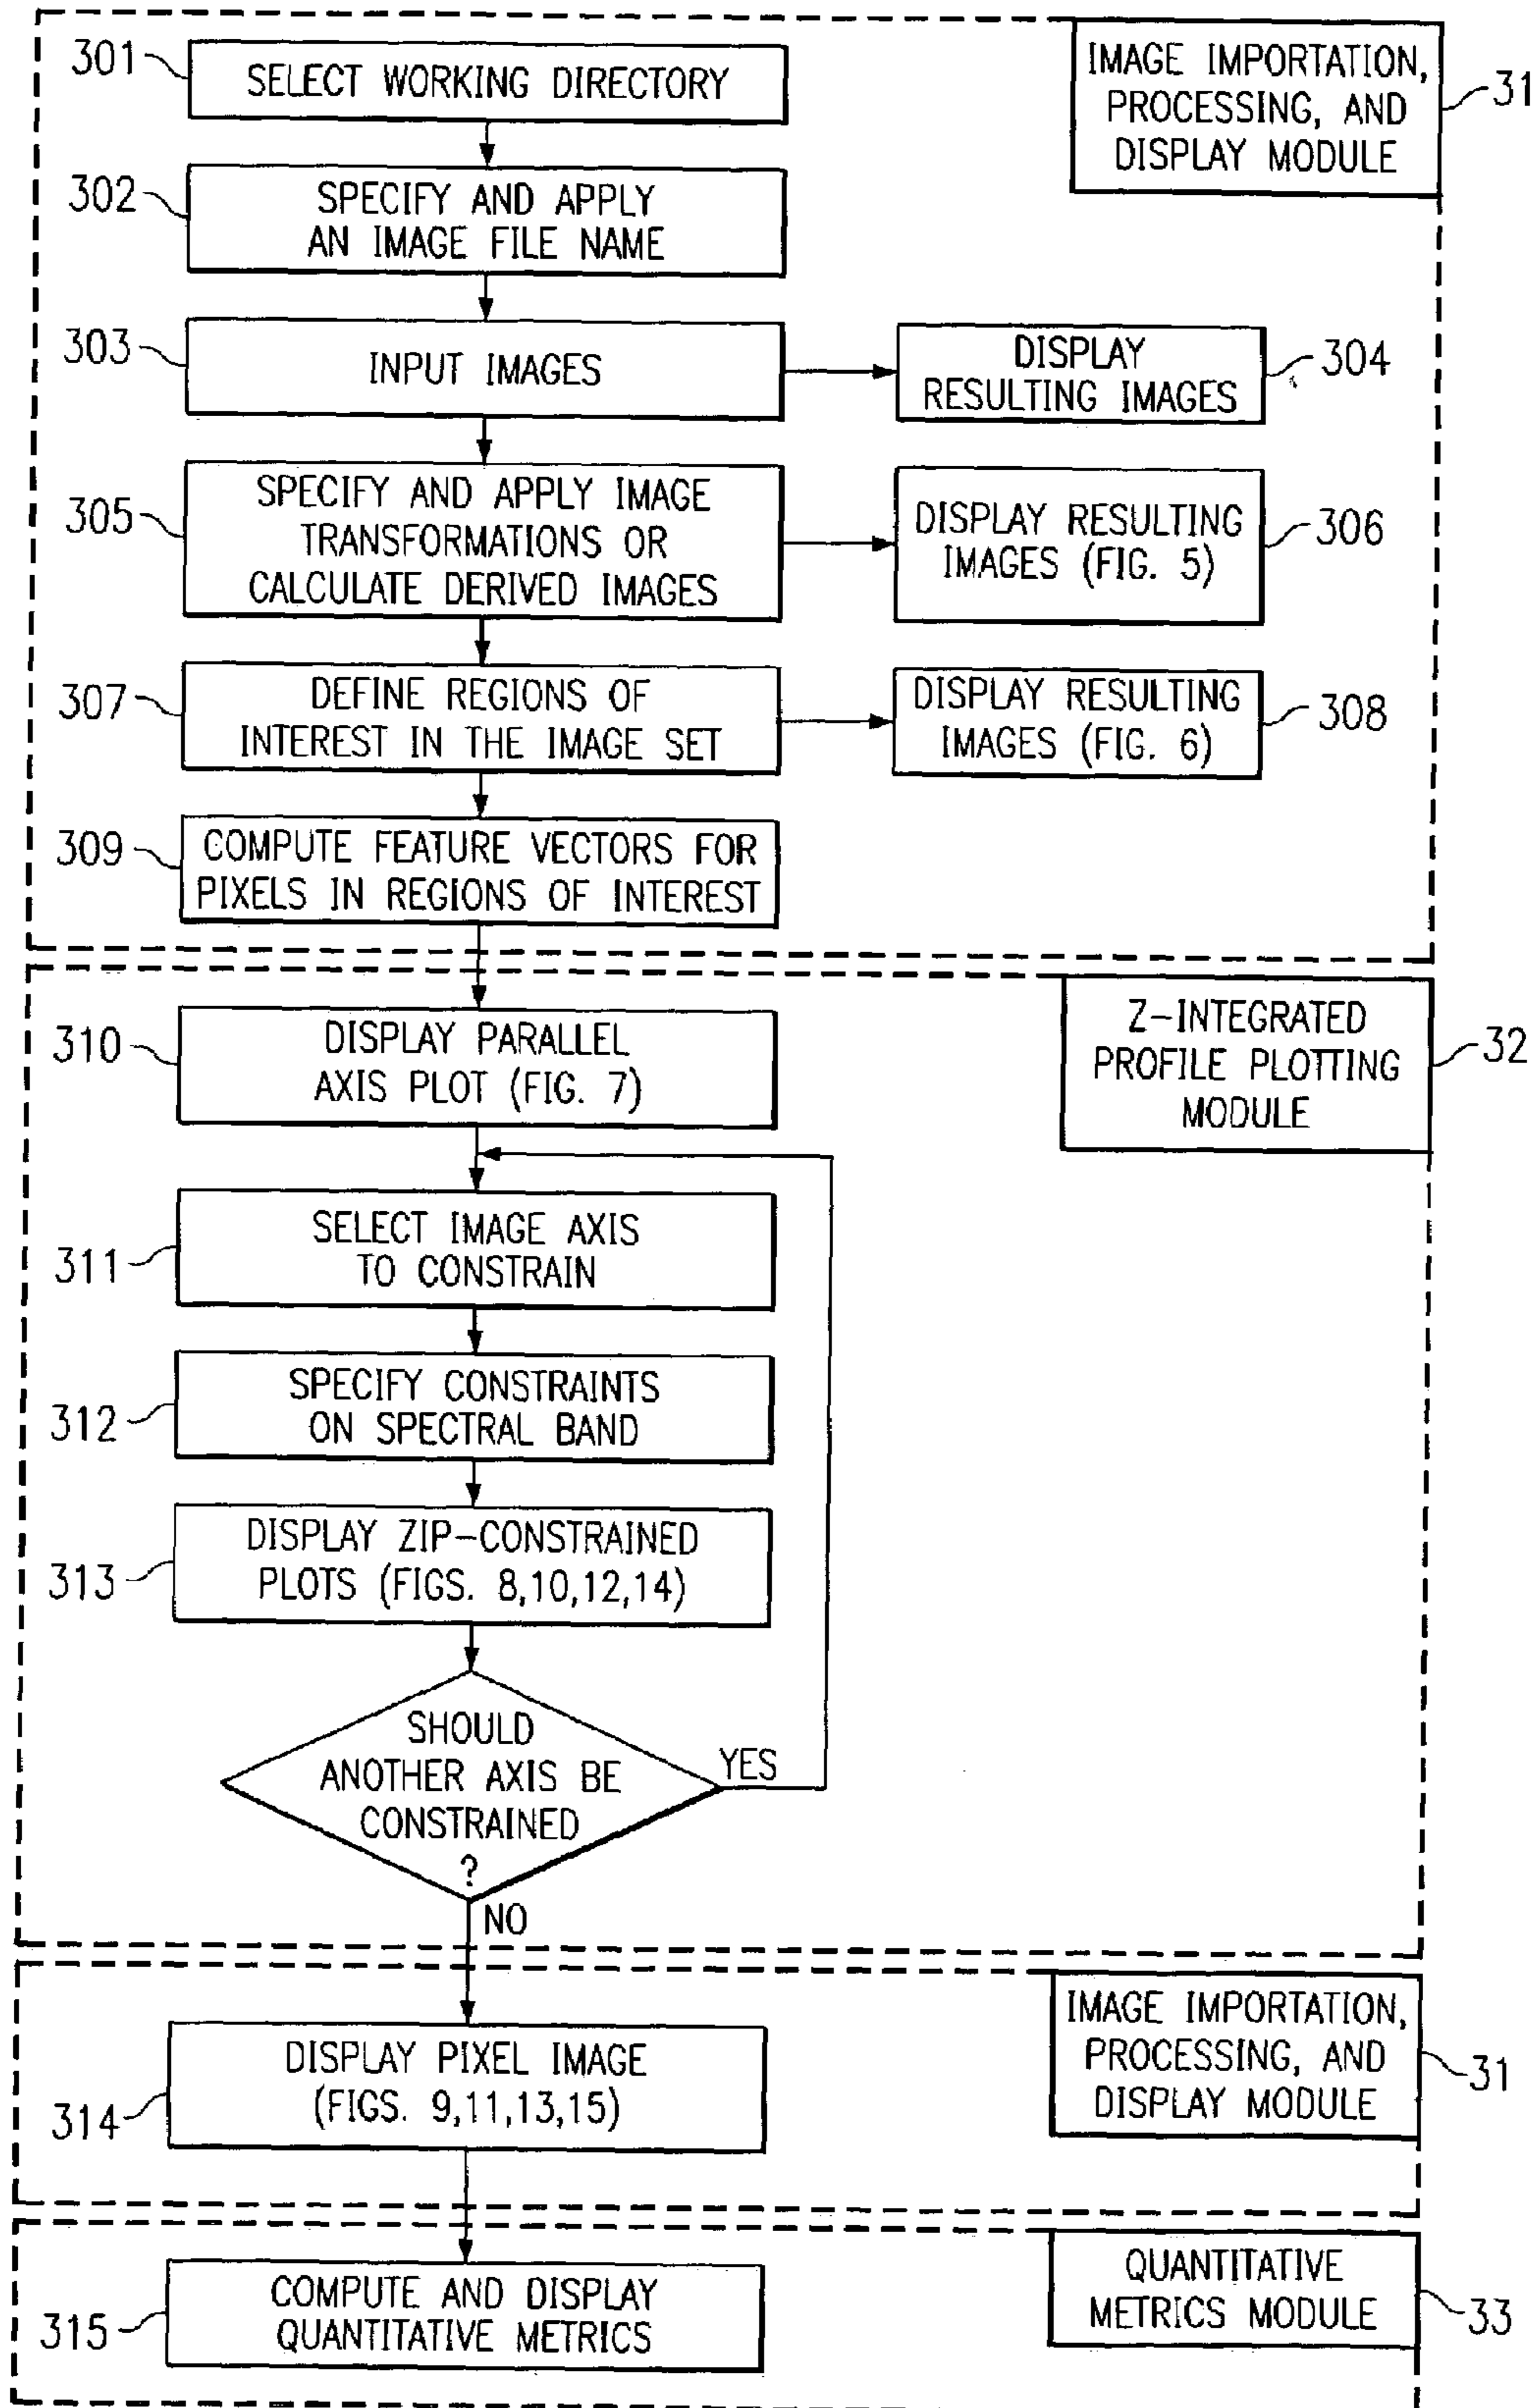 301
SELECT WORKING DIRECTORY
IMAGE IMPORTATION,
PROCESSING, AND
DISPLAY MODULE
31
302
SPECIFY AND APPLY
AN IMAGE FILE NAME
303
INPUT IMAGES
DISPLAY
RESULTING IMAGES
304
305
SPECIFY AND APPLY IMAGE
TRANSFORMATIONS OR
CALCULATE DERIVED IMAGES
DISPLAY RESULTING
IMAGES (FIG. 5)
306
307
DEFINE REGIONS OF
INTEREST IN THE IMAGE SET
DISPLAY RESULTING
IMAGES (FIG. 6)
308
309
COMPUTE FEATURE VECTORS FOR
PIXELS IN REGIONS OF INTEREST
310
DISPLAY PARALLEL
AXIS PLOT (FIG. 7)
Z-INTEGRATED
PROFILE PLOTTING
MODULE
32
311
SELECT IMAGE AXIS
TO CONSTRAIN
312
SPECIFY CONSTRAINTS
ON SPECTRAL BAND
313
DISPLAY ZIP-CONSTRAINED
PLOTS (FIGS. 8,10,12,14)
SHOULD
ANOTHER AXIS BE
CONSTRAINED
?
YES
NO
314
DISPLAY PIXEL IMAGE
(FIGS. 9,11,13,15)
IMAGE IMPORTATION,
PROCESSING, AND
DISPLAY MODULE
31
315
COMPUTE AND DISPLAY
QUANTITATIVE METRICS
QUANTITATIVE
METRICS MODULE
33